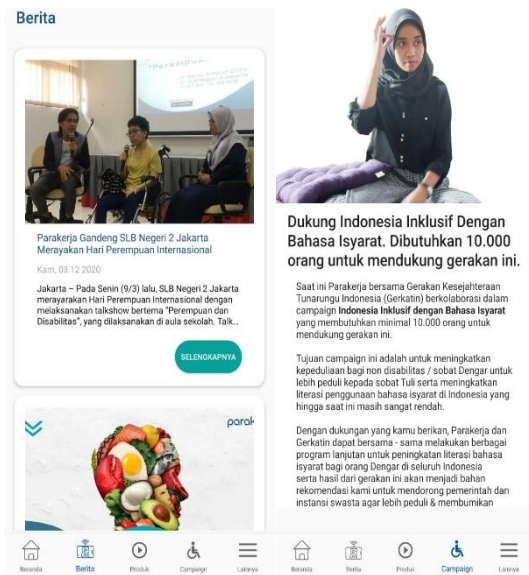 Berita
"Perempu
Parakerja Gandeng SLB Negeri 2 Jakarta
Merayakan Hari Perempuan Internasional
Kam, 03 12 2020
Jakarta – Pada Senin (9/3) lalu, SLB Negeri 2 Jakarta
merayarakan Hari Perempuan Internasional dengan
melaksanakan talkshow bertema "Perempuan dan
Disabilitas", yang dilaksanakan di aula sekolah. Talk...
SELENGKAPNYA
parak
Beranda
Berita
Produk
Campaign
Lainnya
Dukung Indonesia Inklusif Dengan
Bahasa Isyarat. Dibutuhkan 10.000
orang untuk mendukung gerakan ini.
Saat ini Parakerja bersama Gerakan Kesejahteraan
Tunarungu Indonesia (Gerkatin) berkolaborasi dalam
campaign Indonesia Inklusif dengan Bahasa Isyarat
yang membutuhkan minimal 10.000 orang untuk
mendukung gerakan ini.
Tujuan campaign ini adalah untuk meningkatkan
kepedulian bagi non disabilitas / sobat Dengar untuk
lebih peduli kepada sobat Tuli serta meningkatkan
literasi penggunaan bahasa isyarat di Indonesia yang
hingga saat ini masih sangat rendah.
Dengan dukungan yang kamu berikan, Parakerja dan
Gerkatin dapat bersama - sama melakukan berbagai
program lanjutan untuk peningkatan literasi bahasa
isyarat bagi orang Dengar di seluruh Indonesia
serta hasil dari gerakan ini akan menjadi bahan
rekomendasi kami untuk mendorong pemerintah dan
instansi swasta agar lebih peduli & membumikan
Beranda
Berita
Produk
Campaign
Lainnya